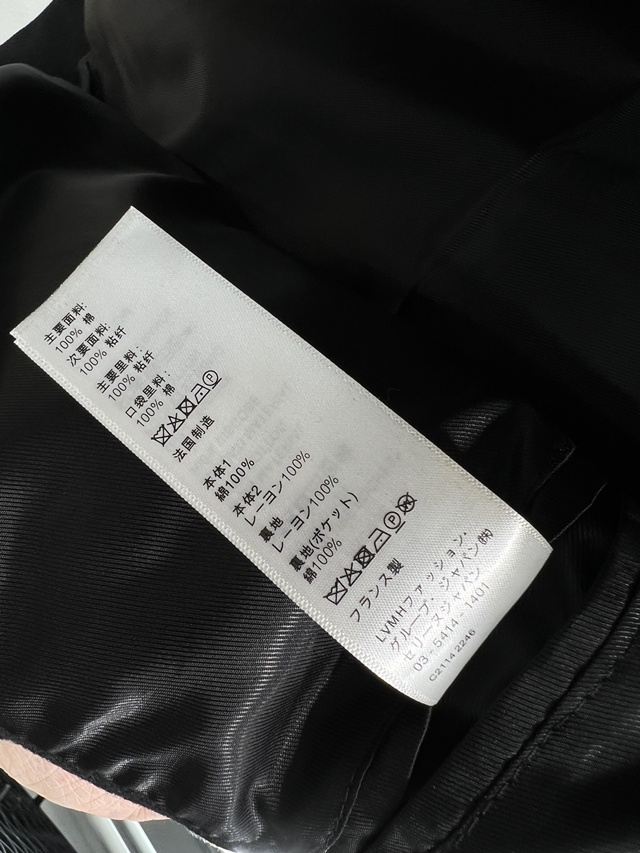 主要面料:
100% 棉
次要面料:
100% 粘纤
主要里料:
100% 粘纤
口袋里料:
100% 棉
法国制造
本体1
綿100%
本体2
レーヨン100%
裏地
レーヨン100%
裏地(ポケット)
綿100%
フランス製
LVMHファッション・
グループ・ジャパン㈱
セリーヌジャパン
03-5414-1401
C2114 2246